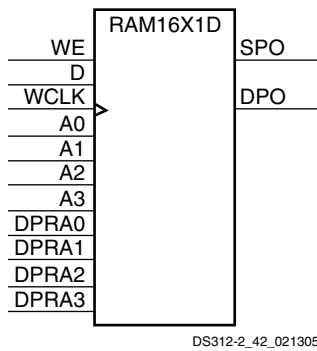 RAM16X1D
WE
SPO
D
WCLK
DPO
A0
A1
A2
A3
DPRA0
DPRA1
DPRA2
DPRA3
DS312-2_42_021305